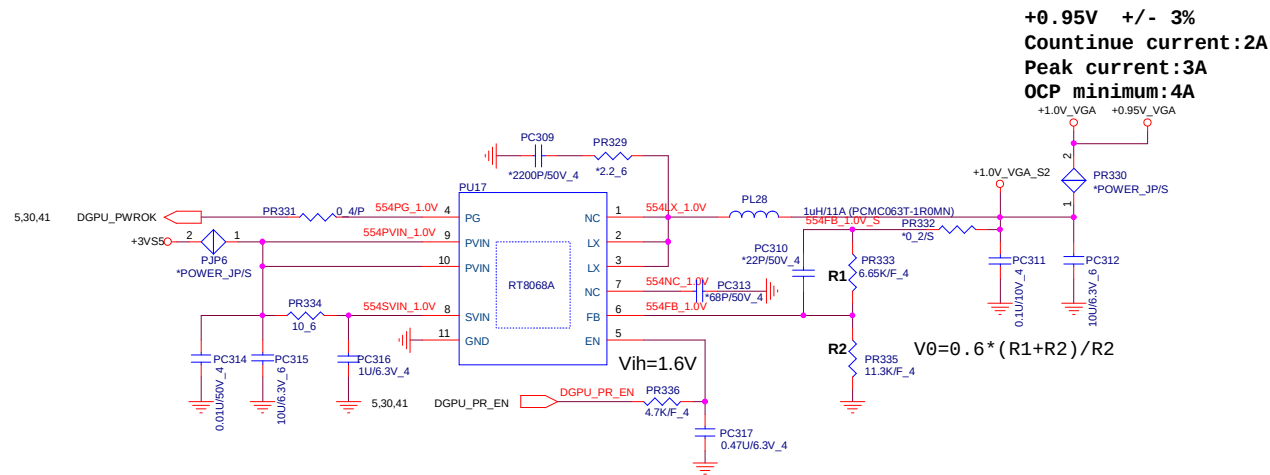 +0.95V +/- 3%
Countinue current:2A
Peak current:3A
OCP minimum:4A
+1.0V_VGA
+0.95V_VGA
PC309
PR329
*2200P/50V_4
*2.2_6
2
PR330
*POWER_JP/S
1
+1.0V_VGA_S2
PU17
5,30,41
DGPU_PWROK
PR331
0_4/P
554PG_1.0V
4
PG
NC
1
554LX_1.0V
PL28
1uH/11A (PCMC063T-1R0MN)
554FB_1.0V_S
PR332
*0_2/S
+3VS5
2
1
PJP6
*POWER_JP/S
554PVIN_1.0V
9
PVIN
LX
2
10
PVIN
LX
3
RT8068A
PC310
*22P/50V_4
R1
PR333
6.65K/F_4
PC311
0.1U/10V_4
PC312
10U/6.3V_6
554NC_1.0V
NC
7
PC313
*68P/50V_4
PR334
10_6
554SVIN_1.0V
8
SVIN
FB
6
554FB_1.0V
11
GND
EN
5
Vih=1.6V
R2
PR335
11.3K/F_4
V0=0.6*(R1+R2)/R2
PC314
0.01U/50V_4
PC315
10U/6.3V_6
PC316
1U/6.3V_4
5,30,41
DGPU_PR_EN
DGPU_PR_EN
PR336
4.7K/F_4
PC317
0.47U/6.3V_4